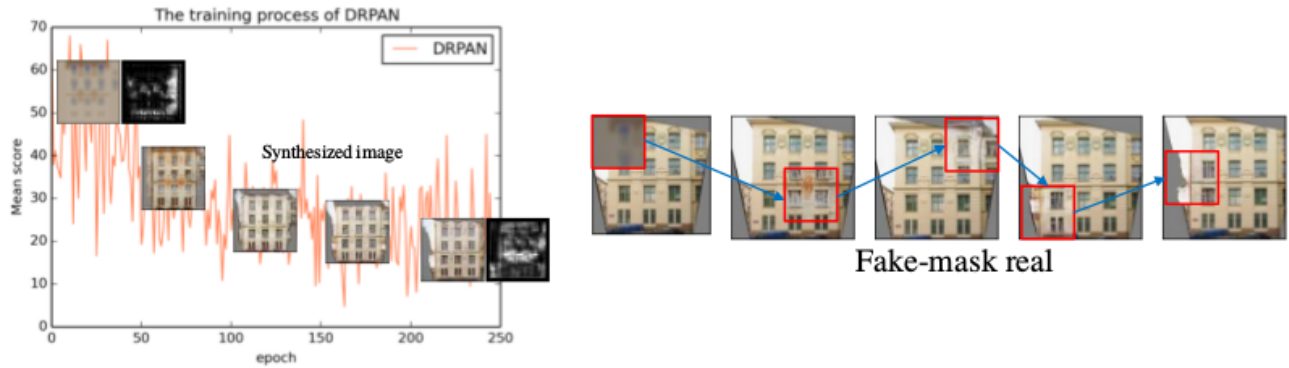 The training process of DRPAN
70
60
50
40
30
20
10
0
Mean score
DRPAN
Synthesized image
0 50 100 150 200 250
epoch
Fake-mask real